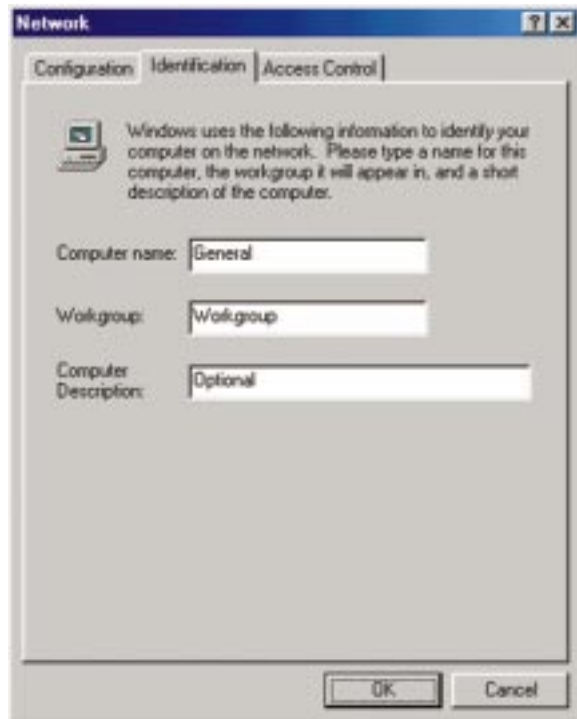 Network
Configuration Identification Access Control
Windows uses the following information to identify your
computer on the network. Please type a name for this
computer, the workgroup it will appear in, and a short
description of the computer.
Computer name: General
Workgroup: Workgroup
Computer
Description: Optional
OK Cancel